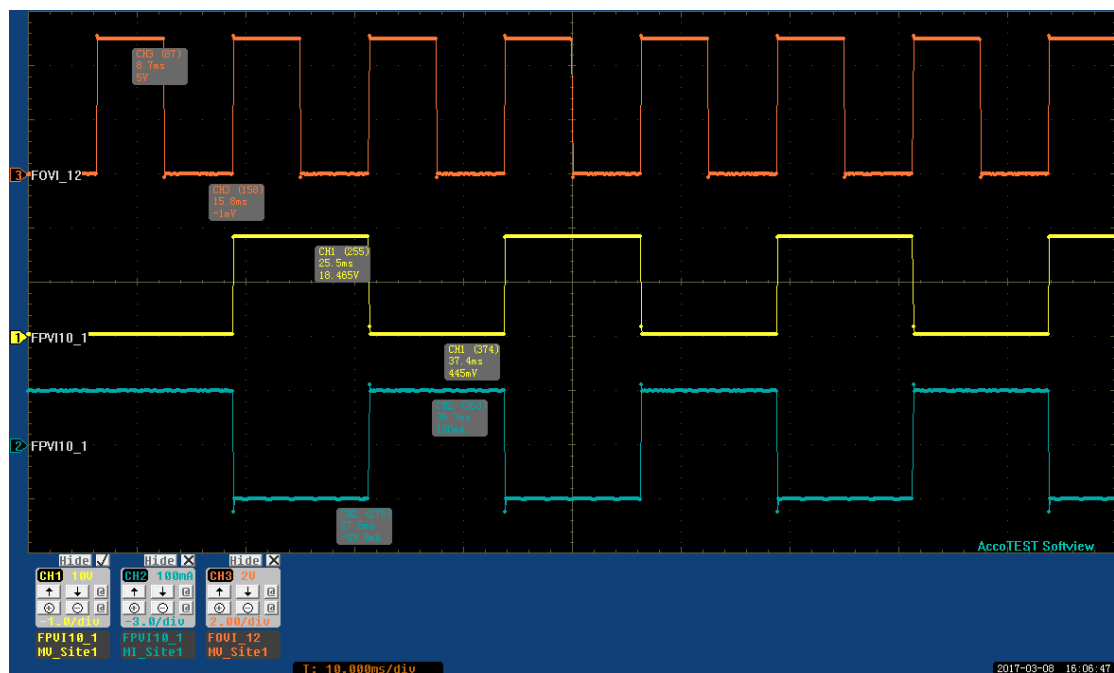 CH3 (87)
8.7ms
5V
3 FOVI_12
CH3 (158)
15.8ms
-1mV
CH1 (255)
25.5ms
18.465V
1 FPVI10_1
CH1 (374)
37.4ms
445mV
100mA
2 FPVI10_1
AccoTEST Softview
Hide Hide Hide
CH1 10V CH2 100mA CH3 2V
-1.0/div -3.0/div 2.00/div
FPVI10_1 FPVI10_1 FOVI_12
MV_Site1 MI_Site1 MV_Site1
T: 10.000ms/div
2017-03-08 16:06:47